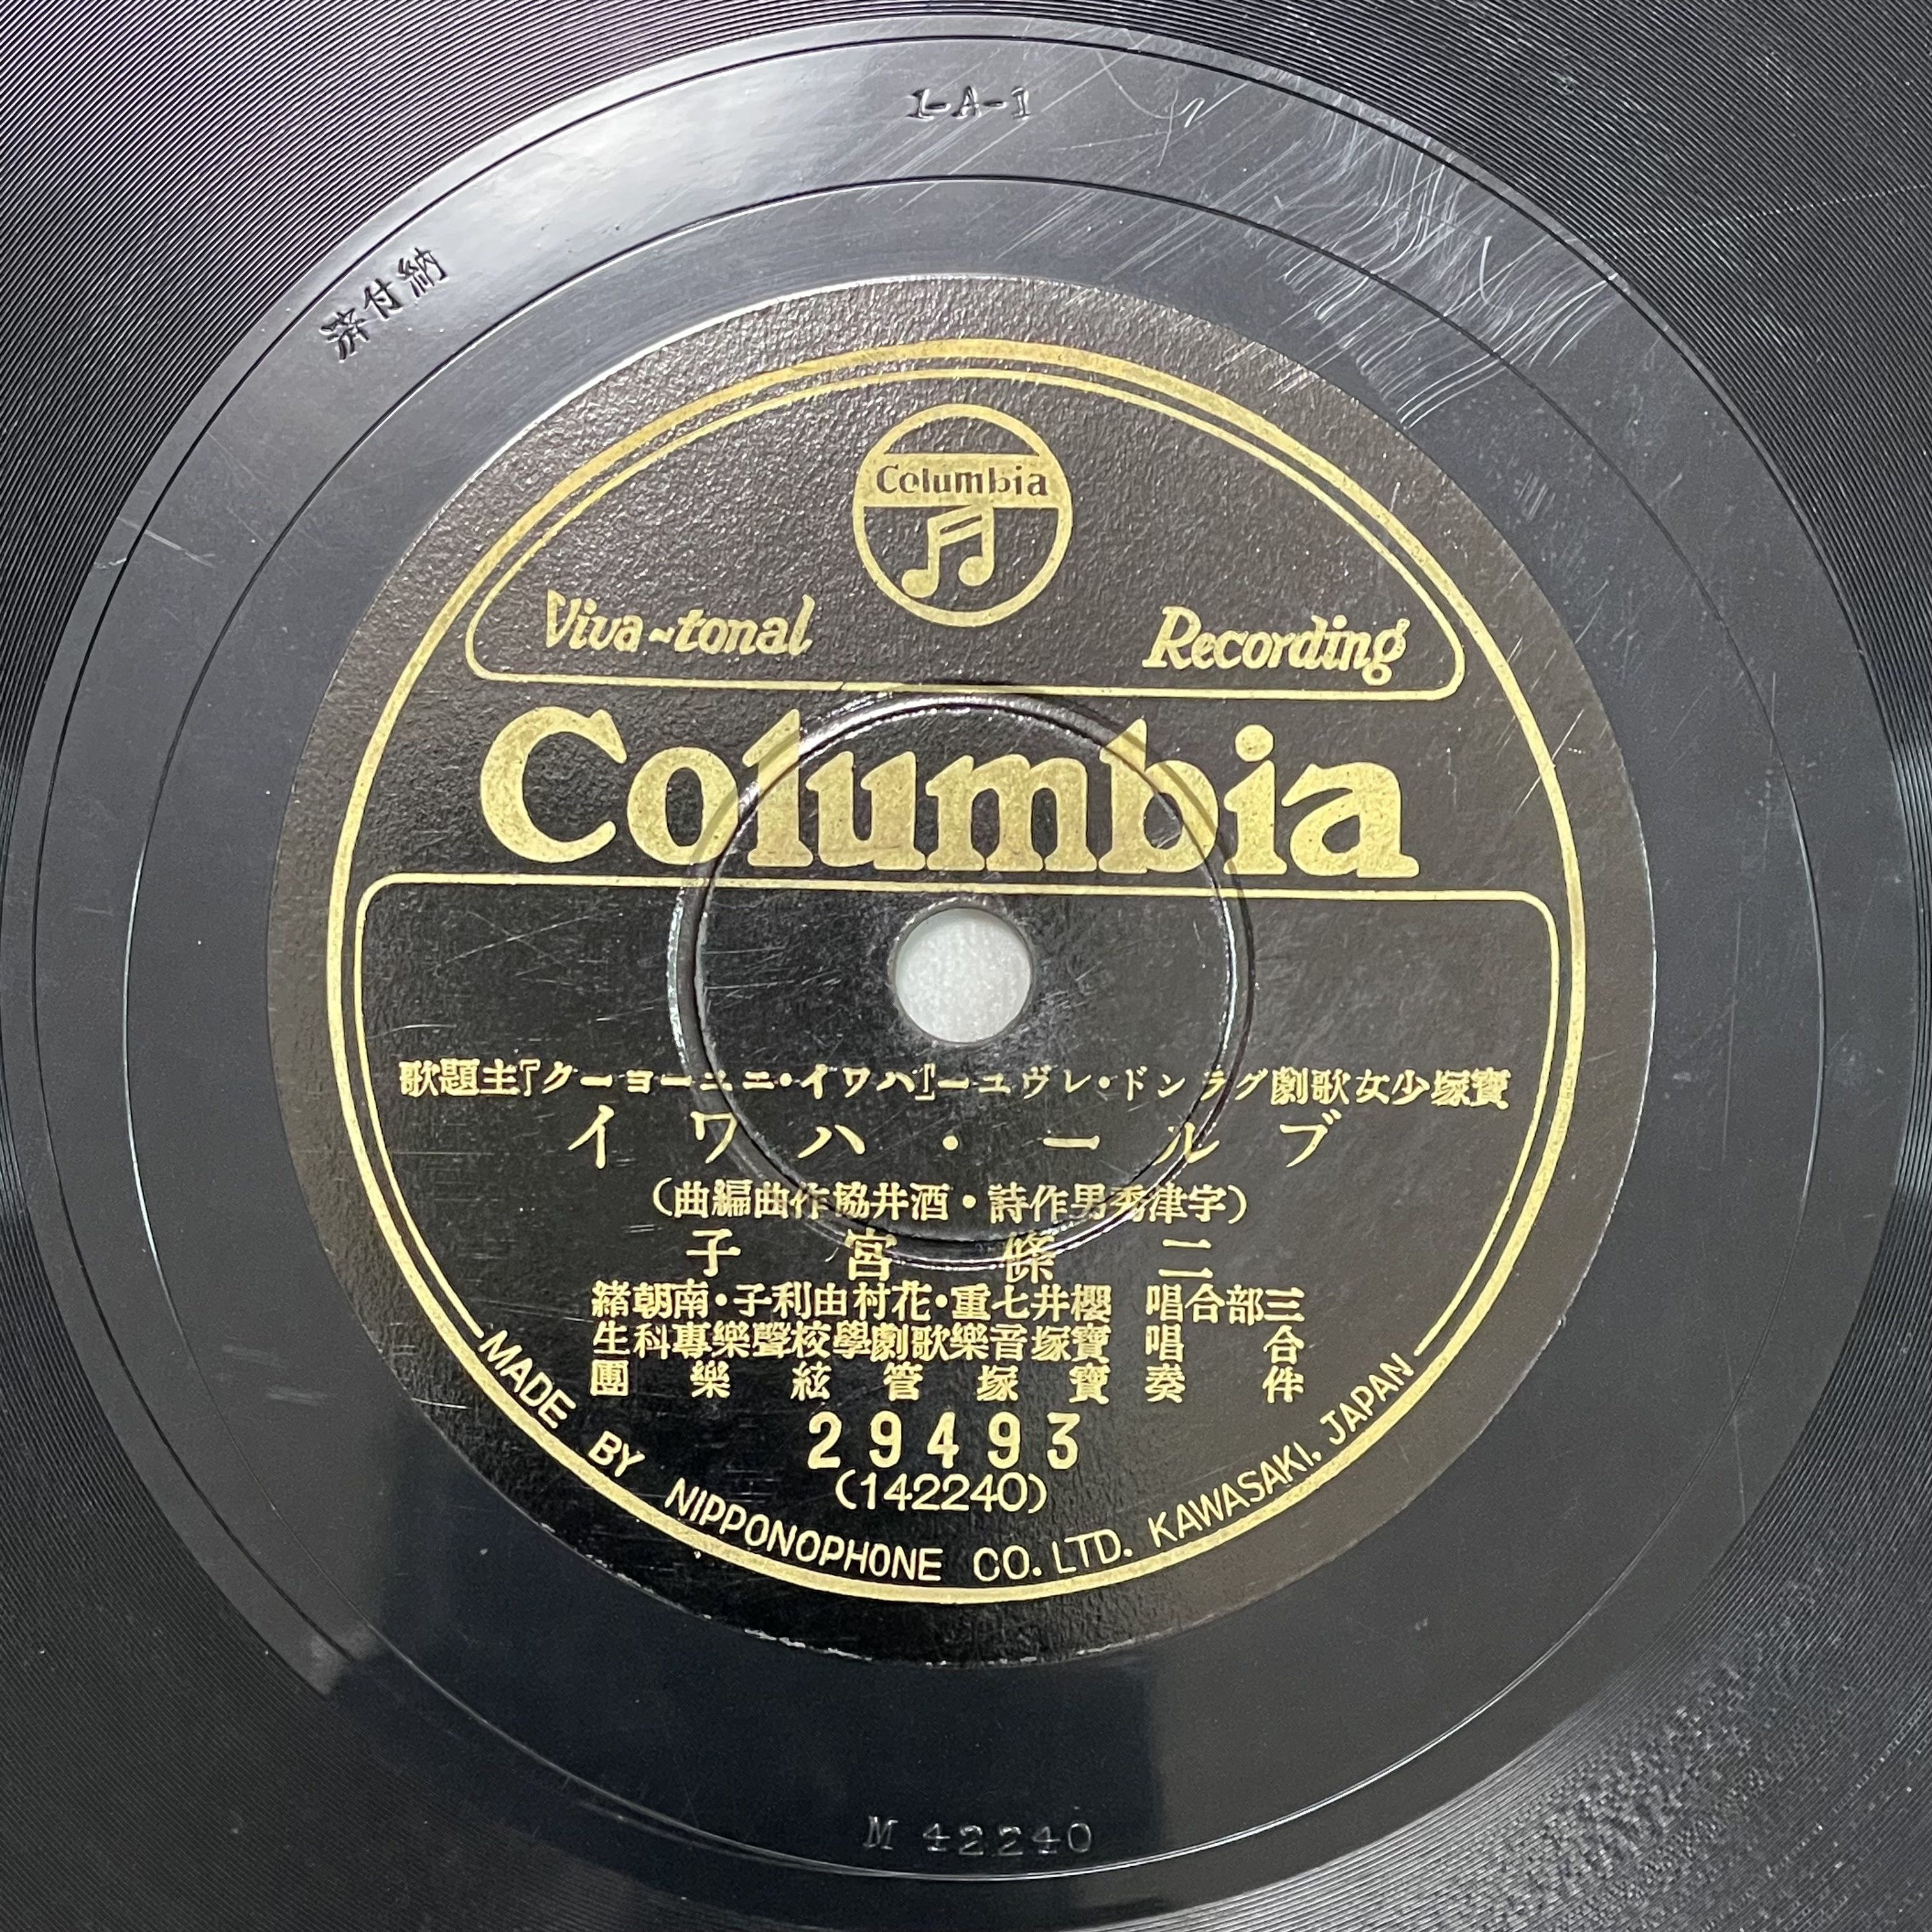 1-A-1
納付済
Columbia
Viva-tonal Recording
Columbia
寶塚少女歌劇グランド・レヴユー『ハワイ・ニユーヨーク』主題歌
ブルー・ハワイ
(宇津秀男作詩・酒井協作曲編曲)
二條宮子
三部合唱 櫻井七重・花村由利子・南朝緒
合唱 寶塚音樂歌劇學校聲樂專科生
伴奏 寶塚管絃樂團
29493
(142240)
MADE BY NIPPONOPHONE CO. LTD. KAWASAKI, JAPAN
M 42240